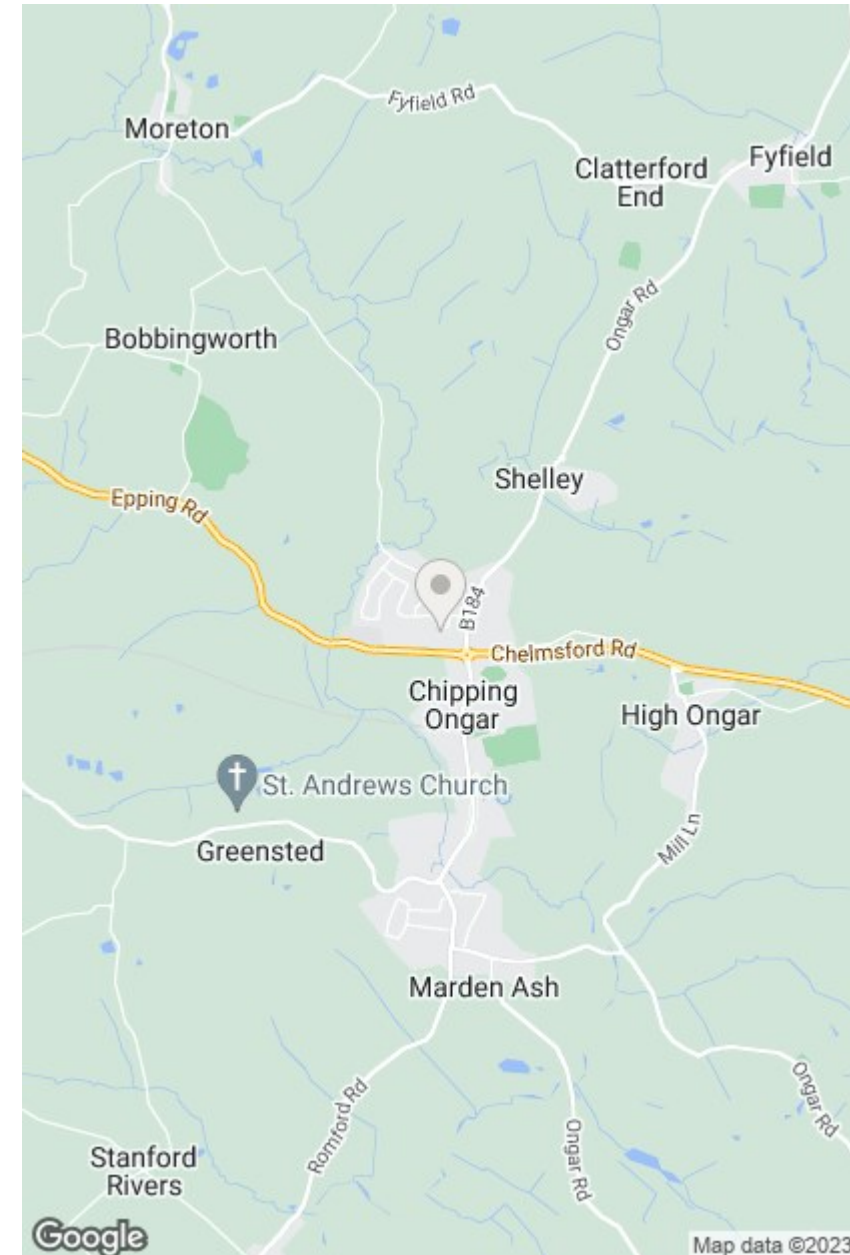 Fyfield Rd
Moreton
Fyfield
Clatterford
End
Ongar Rd
Bobbingworth
Shelley
Epping Rd
B184
Chelmsford Rd
Chipping
Ongar
High Ongar
St. Andrews Church
Mill Ln
Greensted
Marden Ash
Romford Rd
Ongar Rd
Ongar Rd
Stanford
Rivers
Google
Map data ©2023